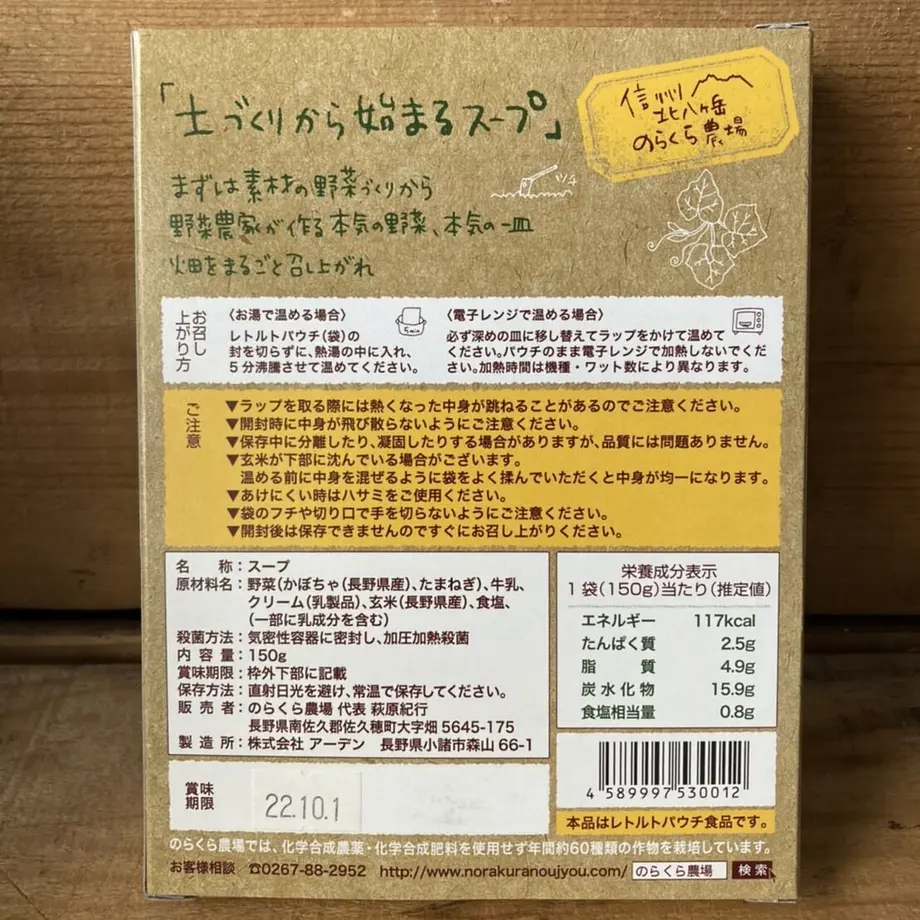 「土づくりから始まるスープ」
信州
北八ヶ岳
のらくら農場
まずは素材の野菜づくりから
野菜農家が作る本気の野菜、本気の一皿
畑をまるごと召し上がれ
ツチ
お召し上がり方
〈お湯で温める場合〉
5min
レトルトパウチ(袋)の
封を切らずに、熱湯の中に入れ、
5分沸騰させて温めてください。
〈電子レンジで温める場合〉
必ず深めの皿に移し替えてラップをかけて温めて
ください。パウチのまま電子レンジで加熱しないでくだ
さい。加熱時間は機種・ワット数により異なります。
ご注意
▼ラップを取る際には熱くなった中身が跳ねることがあるのでご注意ください。
▼開封時に中身が飛び散らないようにご注意ください。
▼保存中に分離したり、凝固したりする場合がありますが、品質には問題ありません。
▼玄米が下部に沈んでいる場合がございます。
温める前に中身を混ぜるように袋をよく揉んでいただくと中身が均一になります。
▼あけにくい時はハサミをご使用ください。
▼袋のフチや切り口で手を切らないようにご注意ください。
▼開封後は保存できませんのですぐにお召し上がりください。
名称：スープ
原材料名：野菜(かぼちゃ(長野県産)、たまねぎ)、牛乳、
クリーム(乳製品)、玄米(長野県産)、食塩、
(一部に乳成分を含む)
殺菌方法：気密性容器に密封し、加圧加熱殺菌
内容量：150g
賞味期限：枠外下部に記載
保存方法：直射日光を避け、常温で保存してください。
販売者：のらくら農場 代表 萩原紀行
長野県南佐久郡佐久穂町大字畑 5645-175
製造所：株式会社 アーデン 長野県小諸市森山 66-1
栄養成分表示
1袋(150g)当たり(推定値)
エネルギー 117kcal
たんぱく質 2.5g
脂質 4.9g
炭水化物 15.9g
食塩相当量 0.8g
4 589997 530012
賞味期限
22.10.1
本品はレトルトパウチ食品です。
のらくら農場では、化学合成農薬・化学合成肥料を使用せず年間約60種類の作物を栽培しています。
お客様相談 ☎0267-88-2952 http://www.norakuranoujyou.com/ のらくら農場 検索